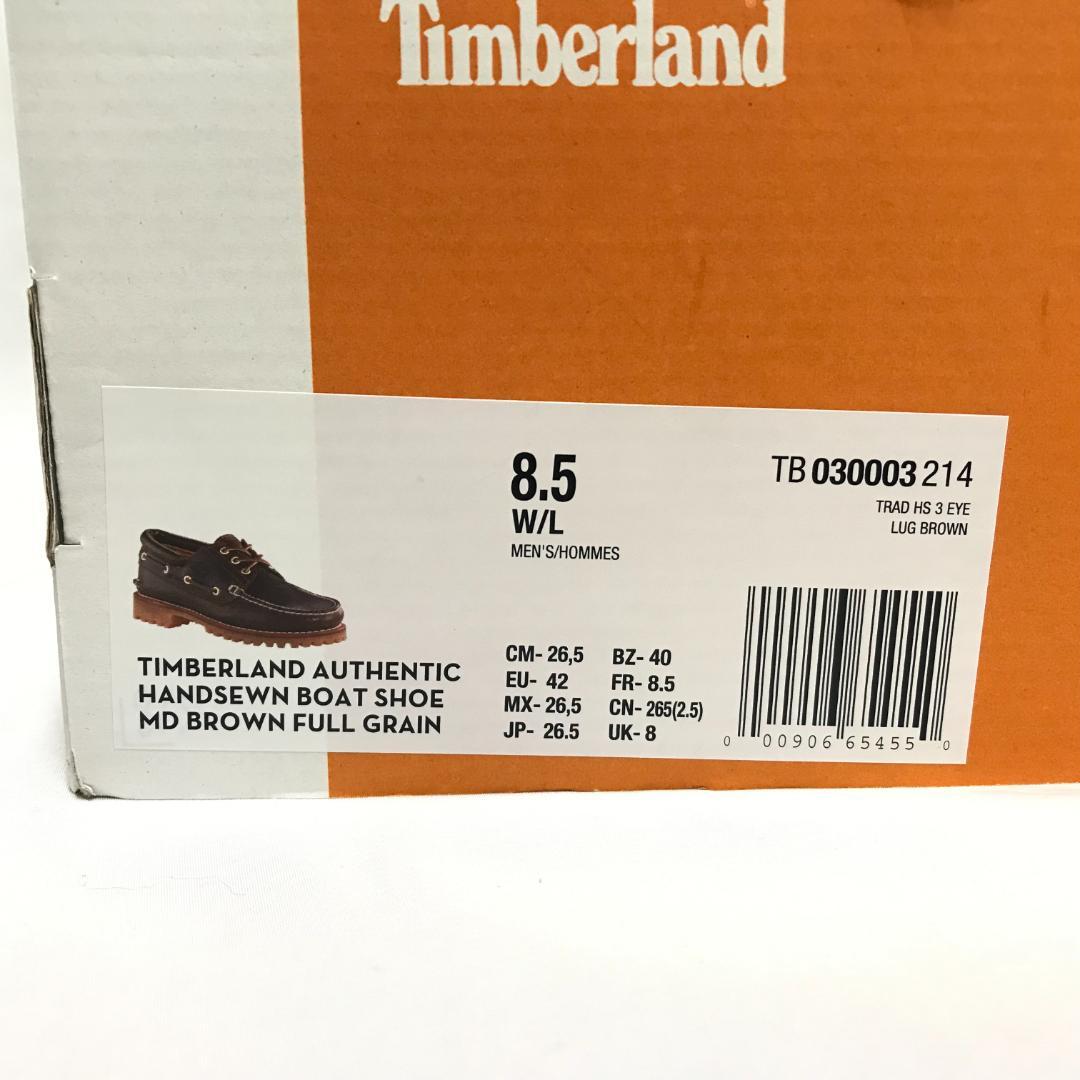 Timberland
8.5
W/L
MEN'S/HOMMES
TB 030003 214
TRAD HS 3 EYE
LUG BROWN
TIMBERLAND AUTHENTIC
HANDSEWN BOAT SHOE
MD BROWN FULL GRAIN
CM- 26,5 BZ- 40
EU- 42 FR- 8.5
MX- 26,5 CN- 265(2.5)
JP- 26.5 UK- 8
0 00906 65455 0